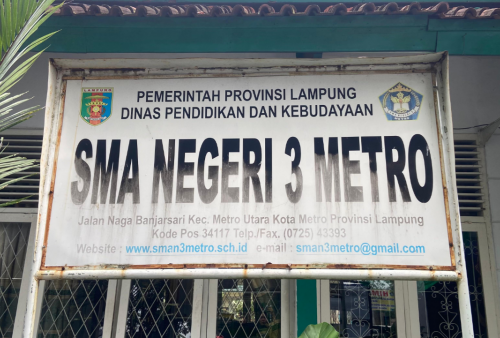 LAMPUNG
PEMERINTAH PROVINSI LAMPUNG
DINAS PENDIDIKAN DAN KEBUDAYAAN
SMA NEGERI 3 METRO
Jalan Naga Banjarsari Kec. Metro Utara Kota Metro Provinsi Lampung
Kode Pos 34117 Telp./Fax. (0725) 43393
Website : www.sman3metro.sch.id e-mail : sman3metro@gmail.com